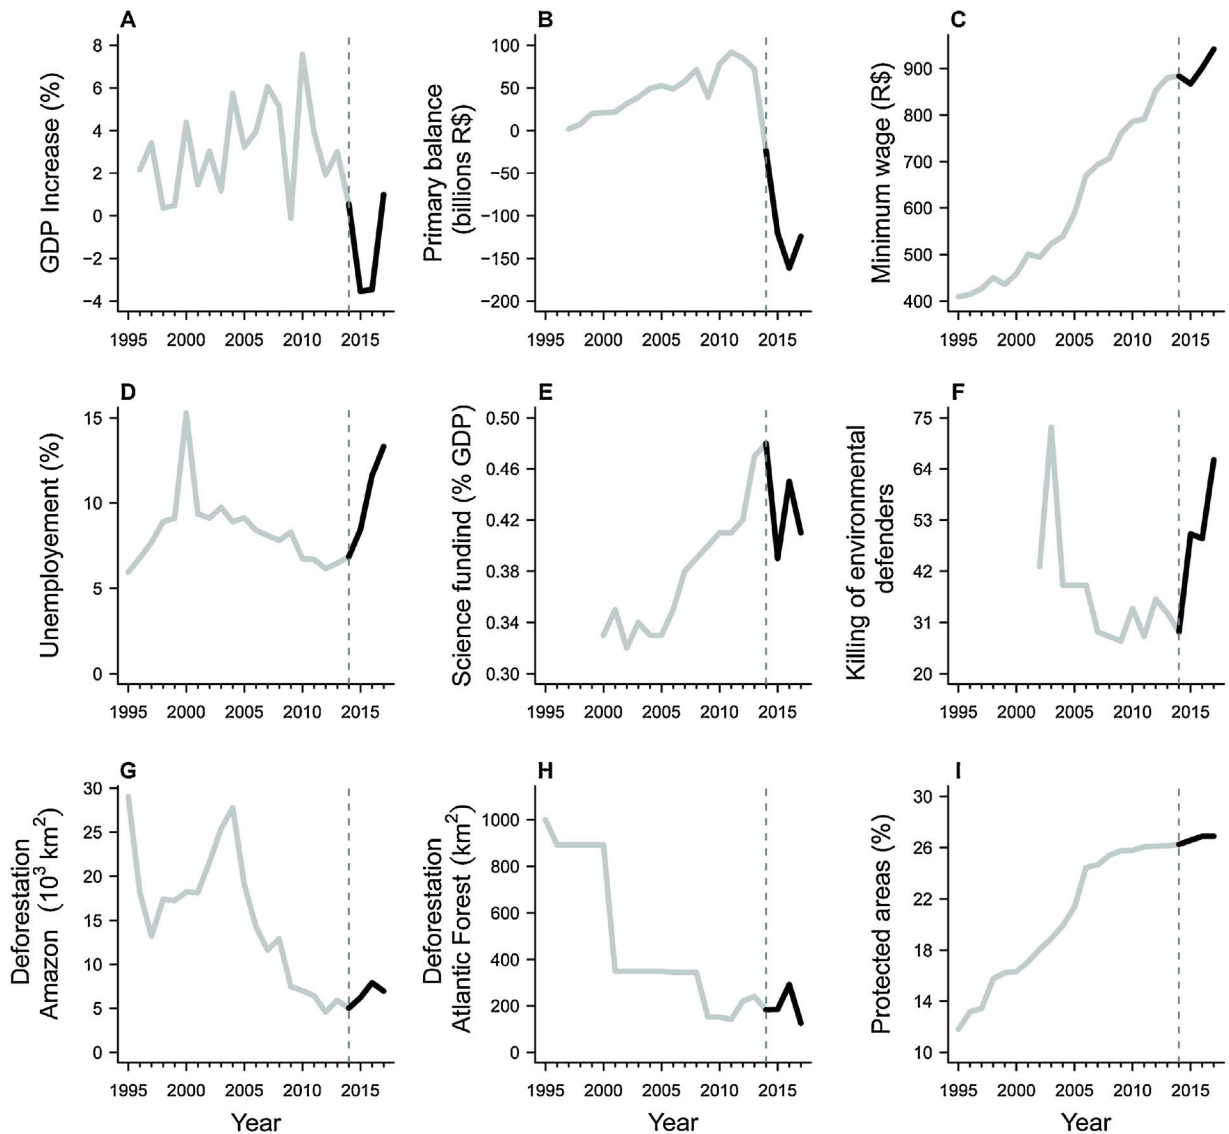 A
GDP Increase (%)
8
6
4
2
0
−2
−4
1995 2000 2005 2010 2015
B
Primary balance
(billions R$)
100
50
0
−50
−100
−150
−200
1995 2000 2005 2010 2015
C
Minimum wage (R$)
900
800
700
600
500
400
1995 2000 2005 2010 2015
D
Unemployement (%)
15
10
5
0
1995 2000 2005 2010 2015
E
Science fundind (% GDP)
0.50
0.46
0.42
0.38
0.34
0.30
1995 2000 2005 2010 2015
F
Killing of environmental
defenders
75
64
53
42
31
20
1995 2000 2005 2010 2015
G
Deforestation
Amazon (10³ km²)
30
25
20
15
10
5
0
1995 2000 2005 2010 2015
Year
H
Deforestation
Atlantic Forest (km²)
1000
800
600
400
200
0
1995 2000 2005 2010 2015
Year
I
Protected areas (%)
30
26
22
18
14
10
1995 2000 2005 2010 2015
Year